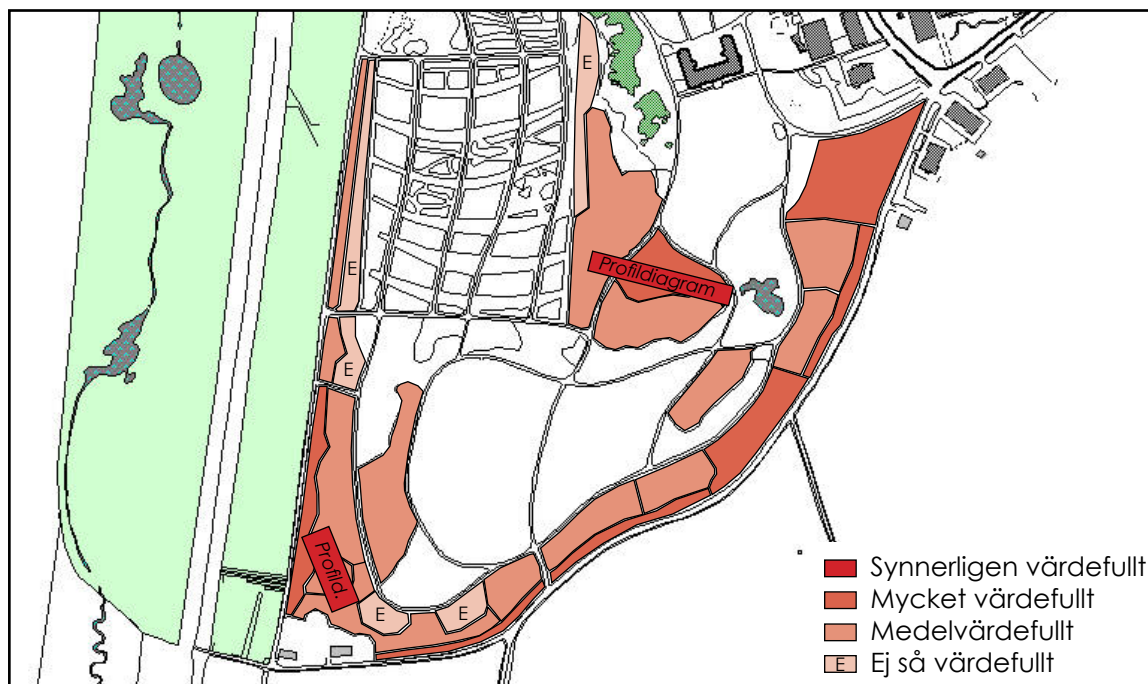 E
E
Profildiagram
E
Profild.
E
E
Synnerligen värdefullt
Mycket värdefullt
Medelvärdefullt
E Ej så värdefullt